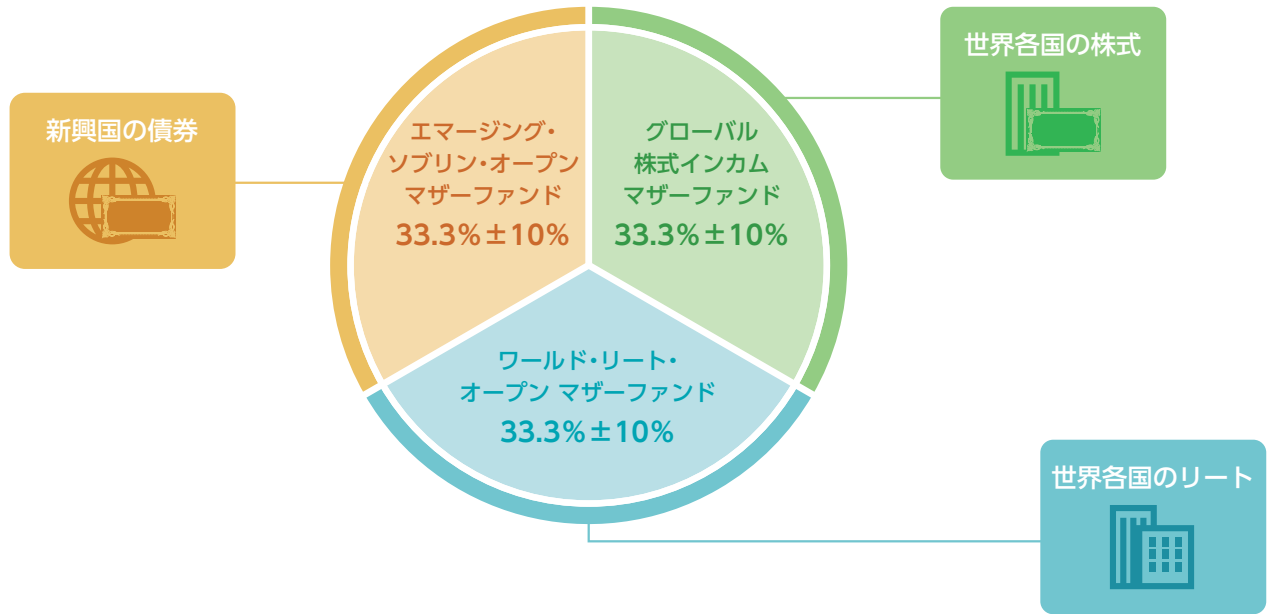 世界各国の株式
新興国の債券
エマージング・
ソブリン・オープン
マザーファンド
33.3%±10%
グローバル
株式インカム
マザーファンド
33.3%±10%
ワールド・リート・
オープン マザーファンド
33.3%±10%
世界各国のリート